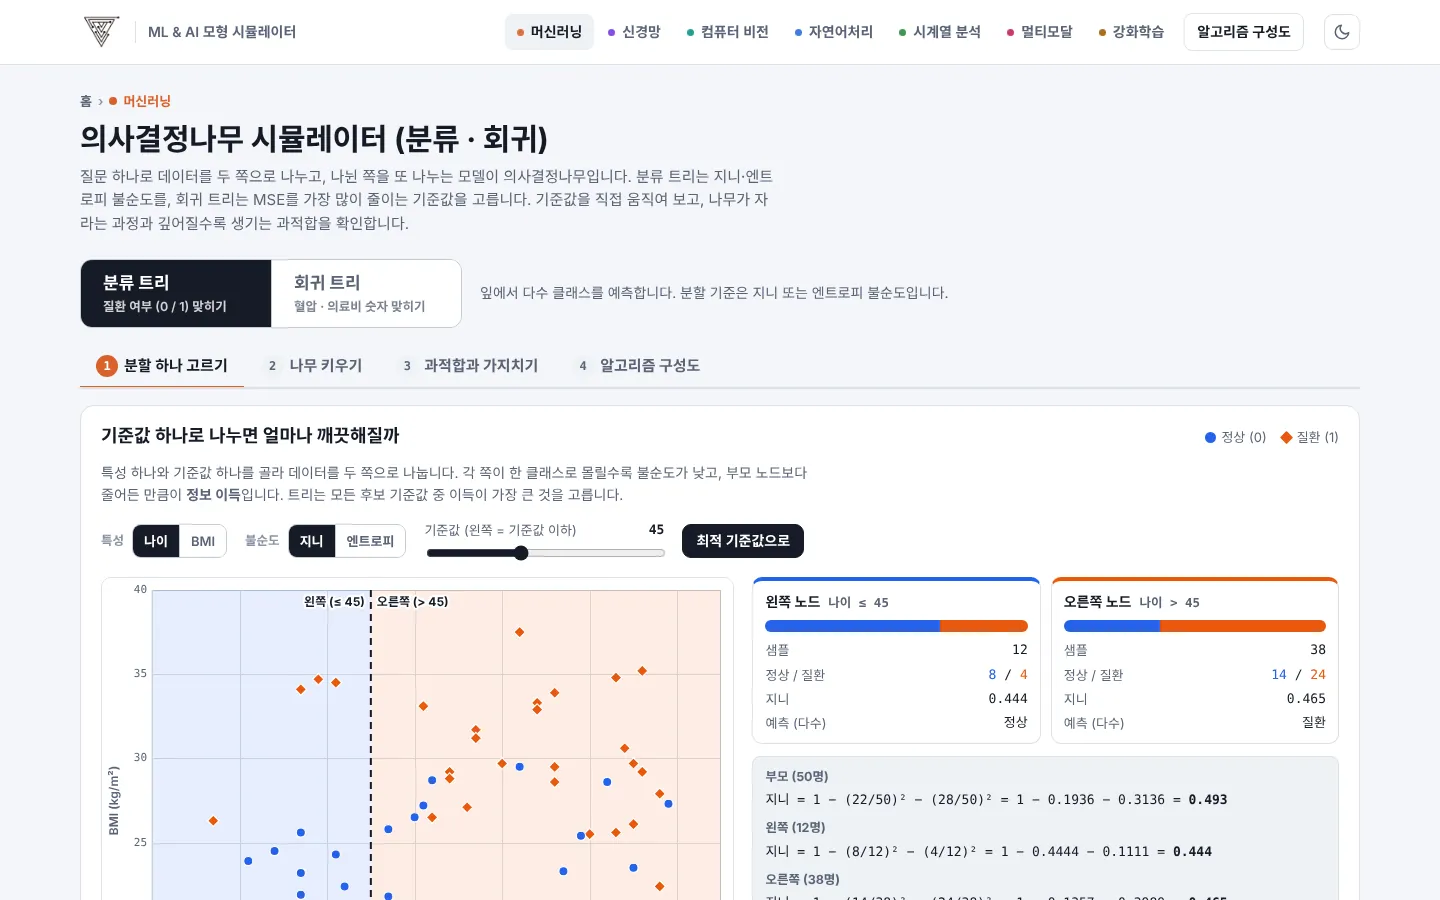 ML & AI 모형 시뮬레이터
머신러닝
신경망
컴퓨터 비전
자연어처리
시계열 분석
멀티모달
강화학습
알고리즘 구성도
홈 › 머신러닝
의사결정나무 시뮬레이터 (분류 · 회귀)
질문 하나로 데이터를 두 쪽으로 나누고, 나뉜 쪽을 또 나누는 모델이 의사결정나무입니다. 분류 트리는 지니·엔트
로피 불순도를, 회귀 트리는 MSE를 가장 많이 줄이는 기준값을 고릅니다. 기준값을 직접 움직여 보고, 나무가 자
라는 과정과 깊어질수록 생기는 과적합을 확인합니다.
분류 트리
질환 여부 (0 / 1) 맞히기
회귀 트리
혈압 · 의료비 숫자 맞히기
잎에서 다수 클래스를 예측합니다. 분할 기준은 지니 또는 엔트로피 불순도입니다.
1 분할 하나 고르기
2 나무 키우기
3 과적합과 가지치기
4 알고리즘 구성도
기준값 하나로 나누면 얼마나 깨끗해질까
정상 (0)
질환 (1)
특성 하나와 기준값 하나를 골라 데이터를 두 쪽으로 나눕니다. 각 쪽이 한 클래스로 몰릴수록 불순도가 낮고, 부모 노드보다
줄어든 만큼이 정보 이득입니다. 트리는 모든 후보 기준값 중 이득이 가장 큰 것을 고릅니다.
특성
나이
BMI
불순도
지니
엔트로피
기준값 (왼쪽 = 기준값 이하)
45
최적 기준값으로
왼쪽 (≤ 45)
오른쪽 (> 45)
40
35
30
25
BMI (kg/m²)
왼쪽 노드 나이 ≤ 45
샘플 12
정상 / 질환 8 / 4
지니 0.444
예측 (다수) 정상
오른쪽 노드 나이 > 45
샘플 38
정상 / 질환 14 / 24
지니 0.465
예측 (다수) 질환
부모 (50명)
지니 = 1 − (22/50)² − (28/50)² = 1 − 0.1936 − 0.3136 = 0.493
왼쪽 (12명)
지니 = 1 − (8/12)² − (4/12)² = 1 − 0.4444 − 0.1111 = 0.444
오른쪽 (38명)